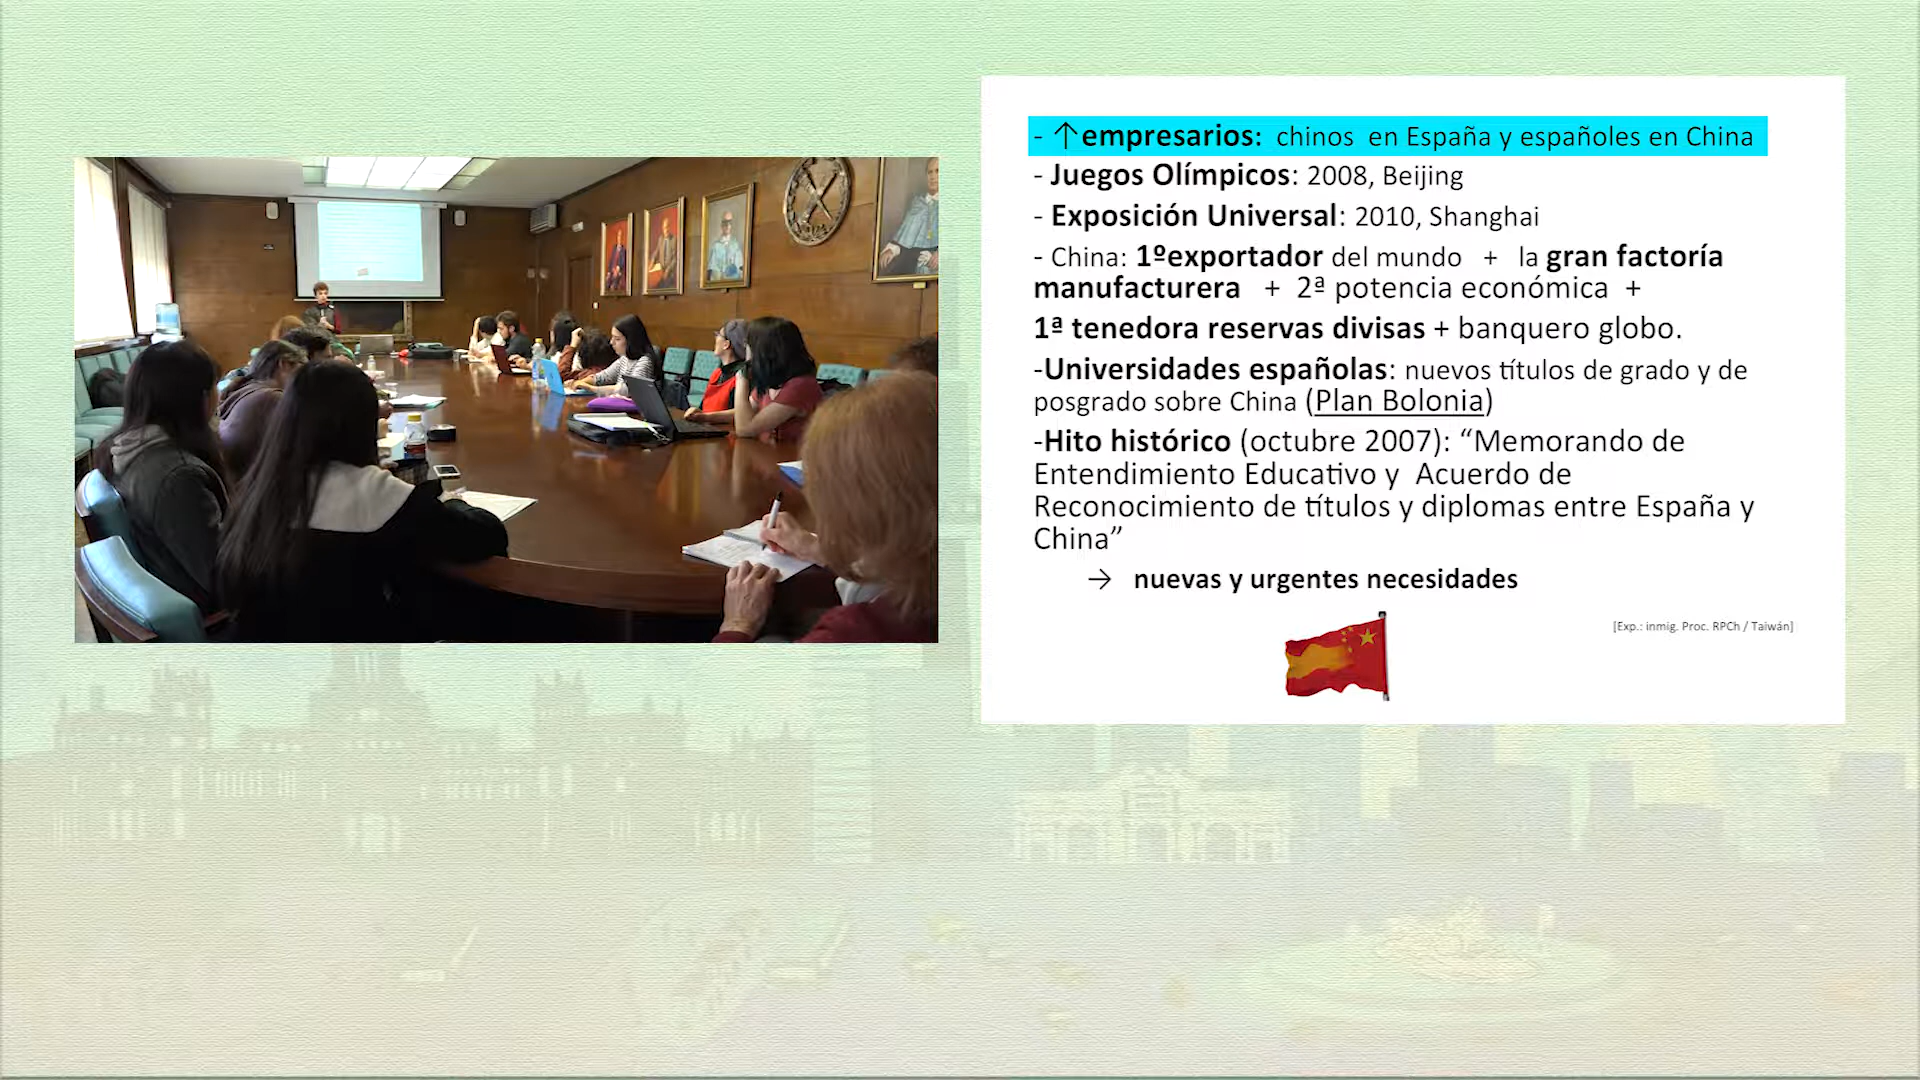 - ↑empresarios: chinos en España y españoles en China
- Juegos Olímpicos: 2008, Beijing
- Exposición Universal: 2010, Shanghai
- China: 1ºexportador del mundo + la gran factoría
manufacturera + 2ª potencia económica +
1ª tenedora reservas divisas + banquero globo.
-Universidades españolas: nuevos títulos de grado y de
posgrado sobre China (Plan Bolonia)
-Hito histórico (octubre 2007): “Memorando de
Entendimiento Educativo y Acuerdo de
Reconocimiento de títulos y diplomas entre España y
China”
→ nuevas y urgentes necesidades
[Exp.: inmig. Proc. RPCh / Taiwán]